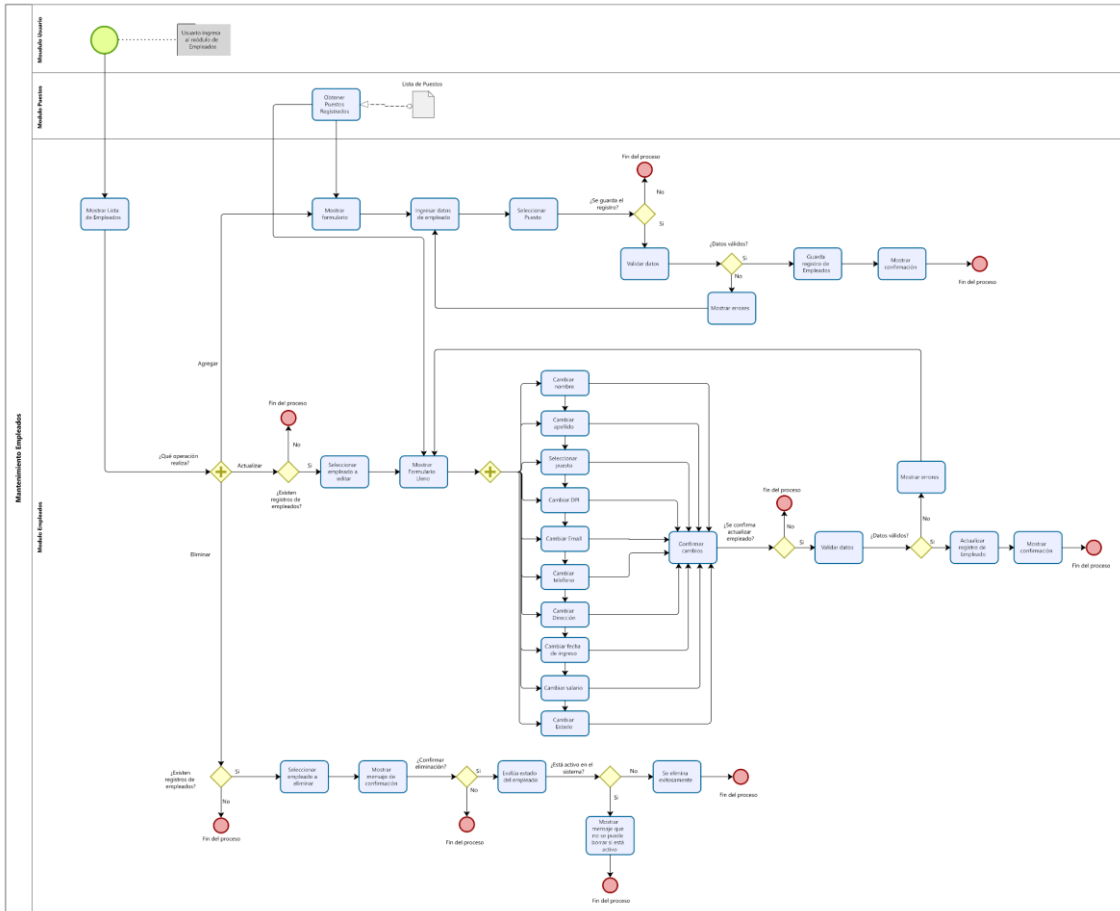 Mantenimiento Empleados
Modulo Usuario
Usuario ingresa
al módulo de
Empleados
Modulo Puestos
Obtener
Puestos
Registrados
Lista de Puestos
Modulo Empleados
Mostrar Lista
de Empleados
Mostrar
formulario
Ingresar datos
de empleado
Seleccionar
Puesto
¿Se guarda el
registro?
Fin del proceso
No
Si
Validar datos
¿Datos válidos?
Si
No
Mostrar errores
Guarda
registro de
Empleados
Mostrar
confirmación
Fin del proceso
Agregar
¿Qué operación
realiza?
Actualizar
Eliminar
Fin del proceso
No
Si
¿Existen
registros de
empleados?
Seleccionar
empleado a
editar
Mostrar
Formulario
Lleno
Cambiar
nombre
Cambiar
apellido
Seleccionar
puesto
Cambiar DPI
Cambiar Email
Cambiar
telefono
Cambiar
Dirección
Cambiar fecha
de ingreso
Cambiar salario
Cambiar
Estado
Confirmar
cambios
¿Se confirma
actualizar
empleado?
Fin del proceso
No
Si
Validar datos
¿Datos válidos?
Mostrar errores
No
Si
Actualizar
registro de
Empleado
Mostrar
confirmación
Fin del proceso
¿Existen
registros de
empleados?
Si
No
Fin del proceso
Seleccionar
empleado a
eliminar
Mostrar
mensaje de
confirmación
¿Confirmar
eliminación?
Si
No
Fin del proceso
Evalúa estado
del empleado
¿Está activo en el
sistema?
No
Si
Se elimina
exitosamente
Fin del proceso
Mostrar
mensaje que
no se puede
borrar si está
activo
Fin del proceso